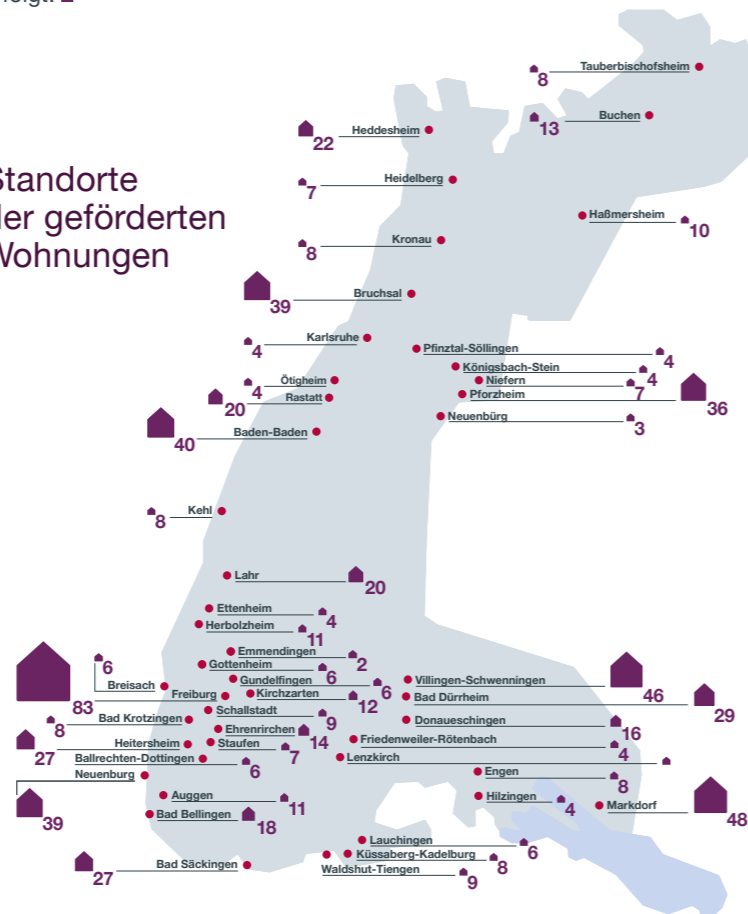 Standorte
der geförderten
Wohnungen
Tauberbischofsheim
8
Buchen
13
Heddesheim
22
Heidelberg
7
Haßmersheim
10
Kronau
8
Bruchsal
39
Karlsruhe
4
Pfinztal-Söllingen
4
Königsbach-Stein
4
Ötigheim
4
Niefern
7
Rastatt
20
Pforzheim
36
Neuenbürg
3
Baden-Baden
40
Kehl
8
Lahr
20
Ettenheim
4
Herbolzheim
11
Emmendingen
2
Gottenheim
6
Gundelfingen
6
Breisach
6
Freiburg
83
Kirchzarten
12
Villingen-Schwenningen
46
Bad Dürrheim
29
Schallstadt
9
Bad Krotzingen
8
Donaueschingen
16
Ehrenrichen
14
Heitersheim
27
Staufen
7
Friedenweiler-Rötenbach
4
Ballrechten-Dottingen
6
Lenzkirch
Neuenburg
39
Engen
8
Auggen
11
Hilzingen
4
Markdorf
48
Bad Bellingen
18
Lauchingen
6
Küssaberg-Kadelburg
8
Bad Säckingen
27
Waldshut-Tiengen
9